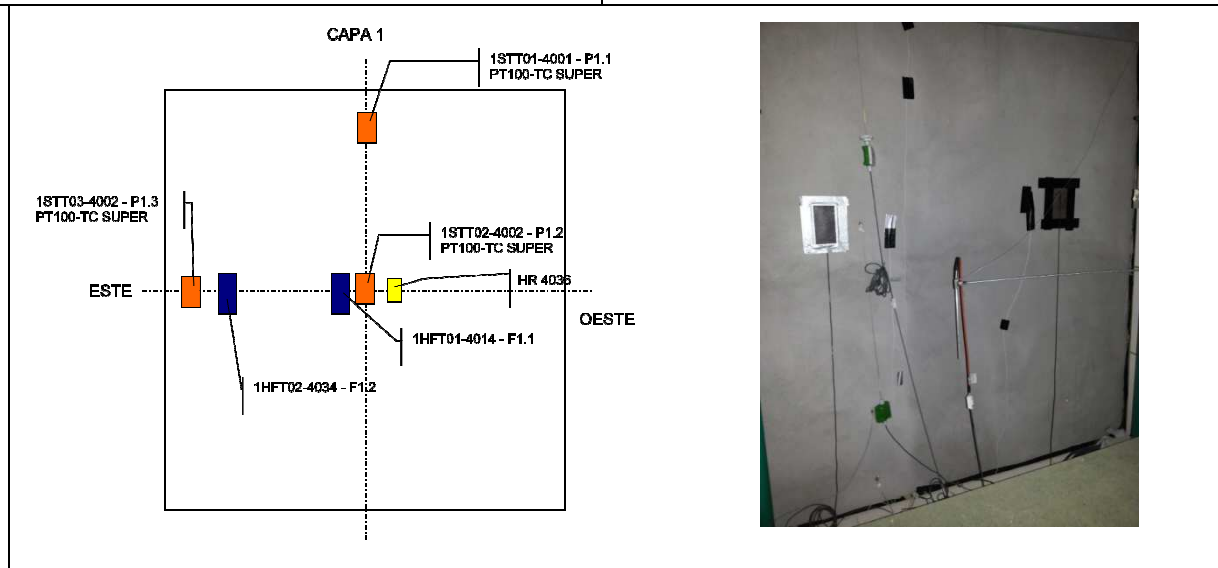 CAPA 1
1STT01-4001 - P1.1
PT100-TC SUPER
1STT03-4002 - P1.3
PT100-TC SUPER
1STT02-4002 - P1.2
PT100-TC SUPER
HR 4036
ESTE
OESTE
1HFT01-4014 - F1.1
1HFT02-4034 - F1.2